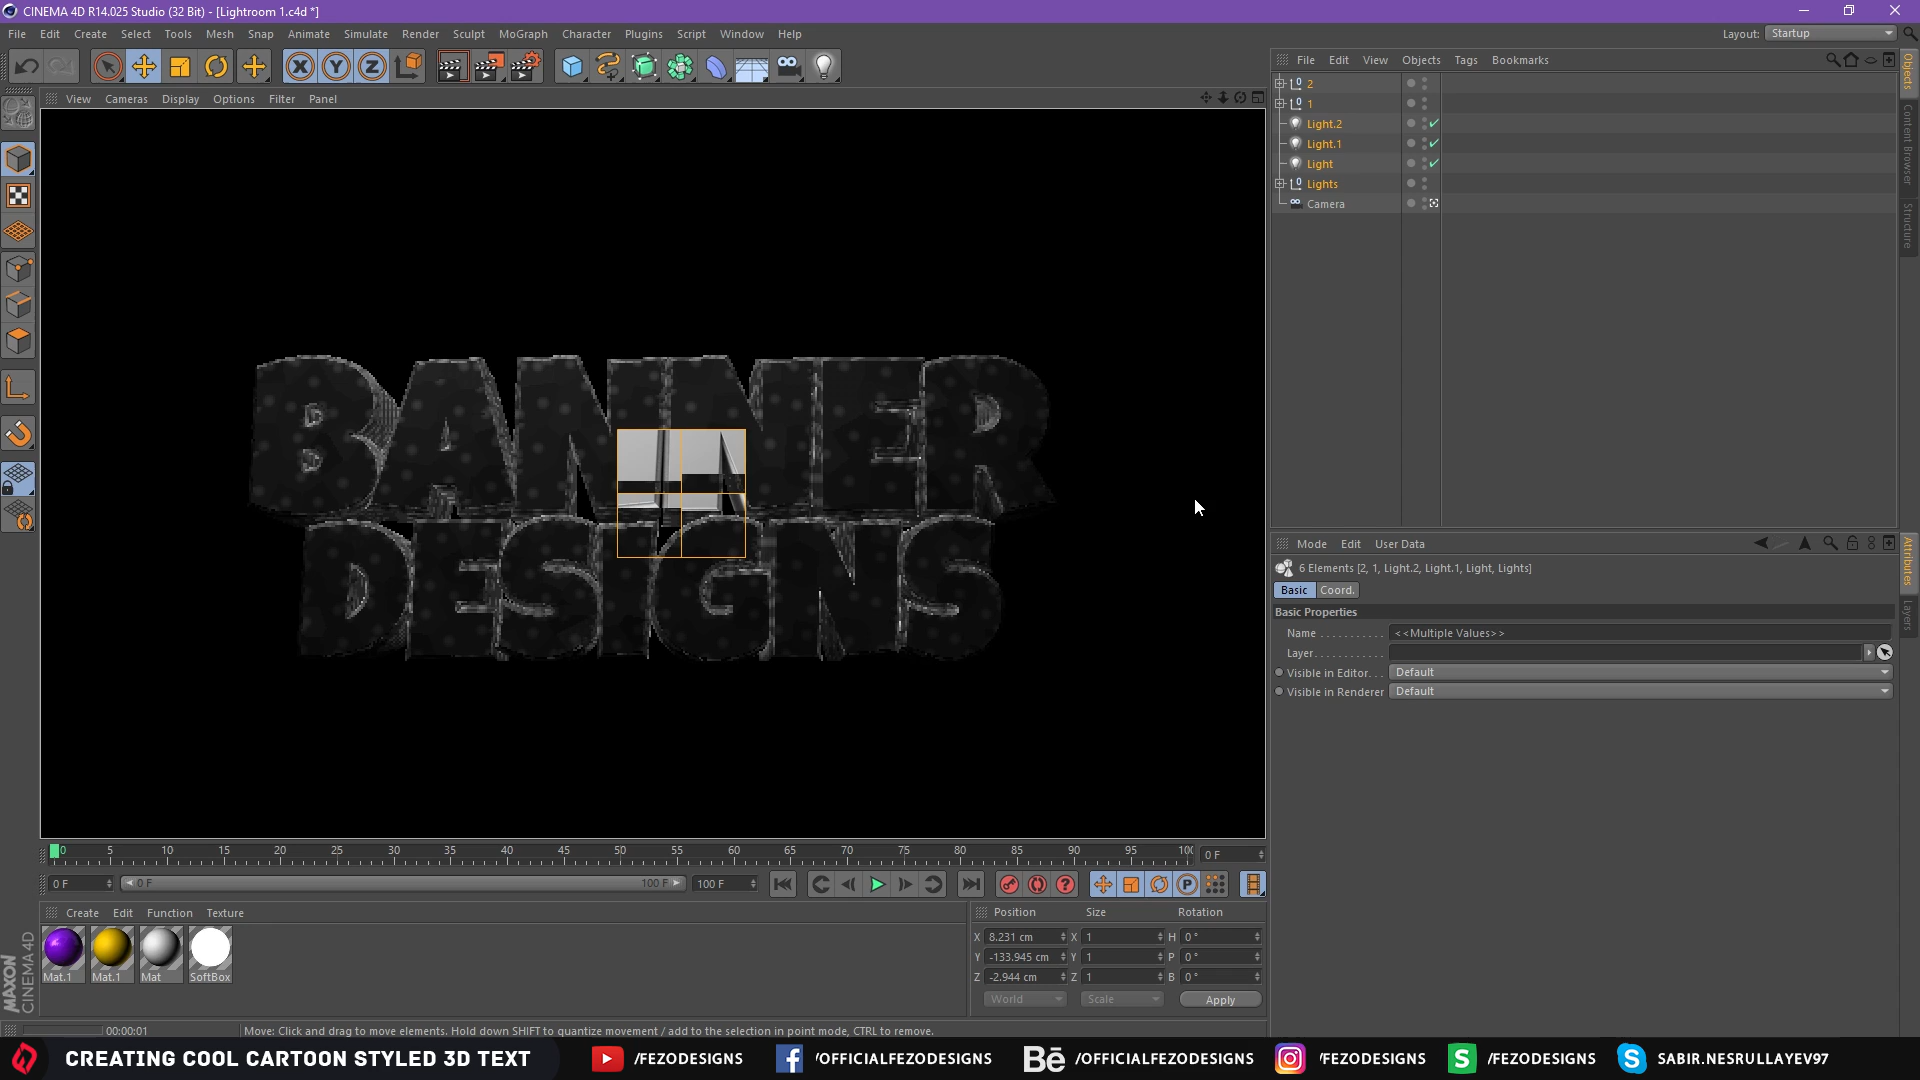 CINEMA 4D R14.025 Studio (32 Bit) - [Lightroom 1.c4d *]
File Edit Create Select Tools Mesh Snap Animate Simulate Render Sculpt MoGraph Character Plugins Script Window Help
Layout: Startup
File Edit View Objects Tags Bookmarks
View Cameras Display Options Filter Panel
2
1
Light.2
Light.1
Light
Lights
Camera
Objects
Content Browser
Structure
BANNER
DESIGNS
Mode Edit User Data
6 Elements [2, 1, Light.2, Light.1, Light, Lights]
Basic Coord.
Basic Properties
Name <<Multiple Values>>
Layer
Visible in Editor Default
Visible in Renderer Default
Attributes
Layers
0 5 10 15 20 25 30 35 40 45 50 55 60 65 70 75 80 85 90 95 100
0 F
0 F 0 F 100 F 100 F
Create Edit Function Texture
Mat.1 Mat.1 Mat SoftBox
Position Size Rotation
X 8.231 cm X 1 H 0°
Y -133.945 cm Y 1 P 0°
Z -2.944 cm Z 1 B 0°
World Scale Apply
MAXON CINEMA 4D
00:00:01 Move: Click and drag to move elements. Hold down SHIFT to quantize movement / add to the selection in point mode, CTRL to remove.
CREATING COOL CARTOON STYLED 3D TEXT /FEZODESIGNS /OFFICIALFEZODESIGNS Bē /OFFICIALFEZODESIGNS /FEZODESIGNS S /FEZODESIGNS S SABIR.NESRULLAYEV97